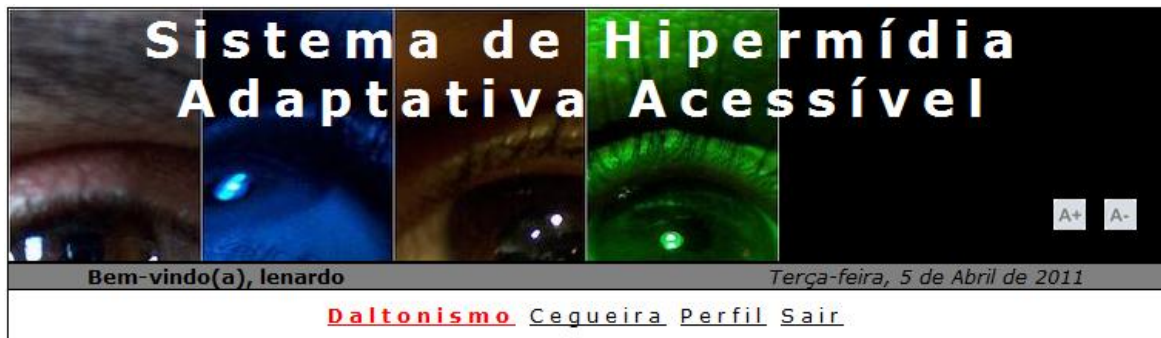 Sistema de Hipermídia
Adaptativa Acessível
A+ A-
Bem-vindo(a), lenardo Terça-feira, 5 de Abril de 2011
Daltonismo Cegueira Perfil Sair